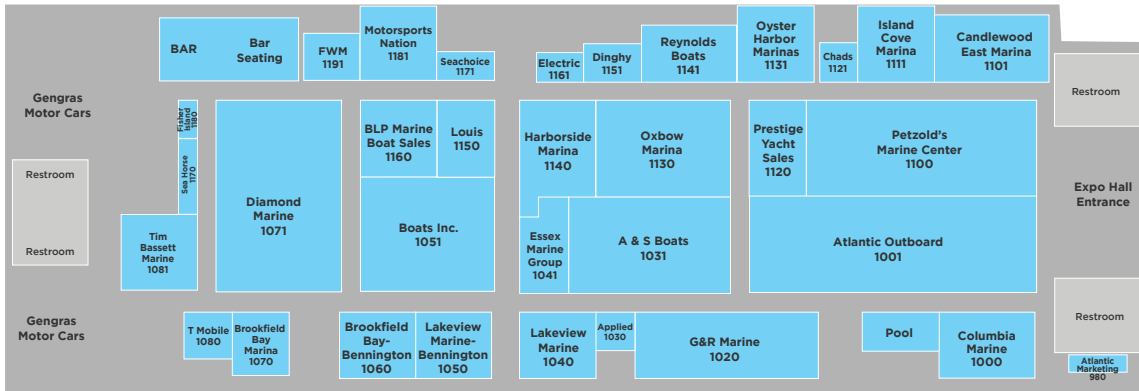 BAR
Bar
Seating
FWM
1191
Motorsports
Nation
1181
Seachoice
1171
Electric
1161
Dinghy
1151
Reynolds
Boats
1141
Oyster
Harbor
Marinas
1131
Chads
1121
Island
Cove
Marina
1111
Candlewood
East Marina
1101
Restroom
Gengras
Motor Cars
Fisher
Island
1180
Sea Horse
1170
Restroom
Restroom
Tim
Bassett
Marine
1081
Diamond
Marine
1071
BLP Marine
Boat Sales
1160
Louis
1150
Boats Inc.
1051
Harborside
Marina
1140
Oxbow
Marina
1130
Essex
Marine
Group
1041
A & S Boats
1031
Prestige
Yacht
Sales
1120
Petzold's
Marine Center
1100
Atlantic Outboard
1001
Expo Hall
Entrance
Gengras
Motor Cars
T Mobile
1080
Brookfield
Bay
Marina
1070
Brookfield
Bay-
Bennington
1060
Lakeview
Marine-
Bennington
1050
Lakeview
Marine
1040
Applied
1030
G&R Marine
1020
Pool
Columbia
Marine
1000
Restroom
Atlantic
Marketing
980